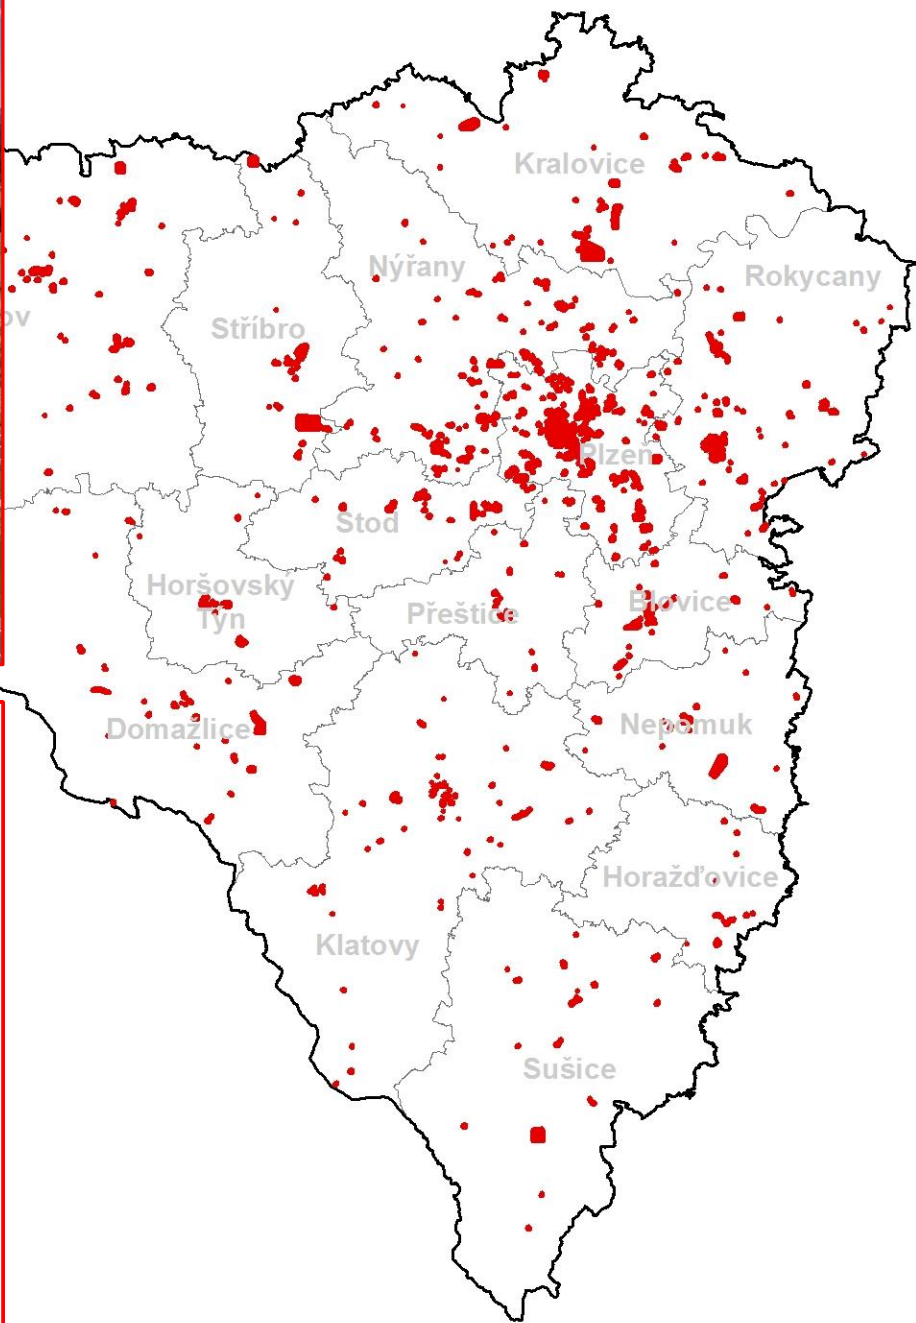 Kralovice
Nýřany
Rokycany
ov
Stříbro
Plzeň
Stod
Horšovský
Týn
Přeštice
Blovice
Domažlice
Nepomuk
Horažďovice
Klatovy
Sušice